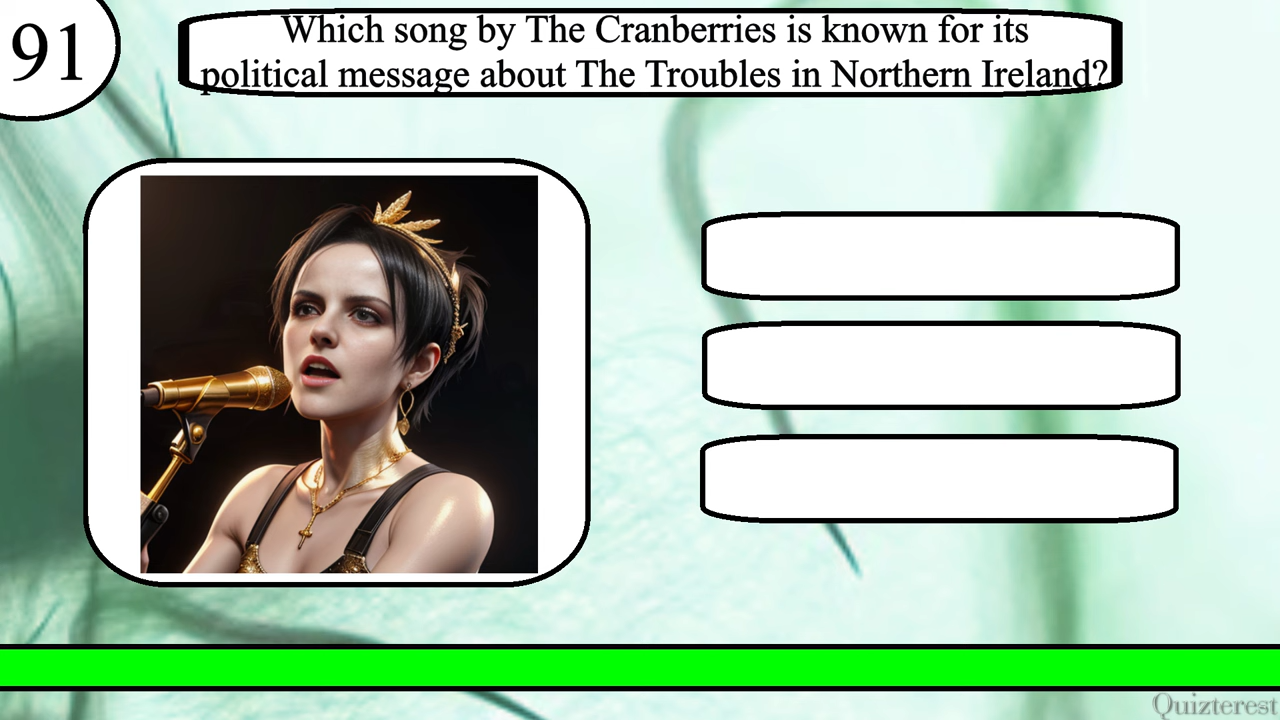 91
Which song by The Cranberries is known for its
political message about The Troubles in Northern Ireland?
Quizterest